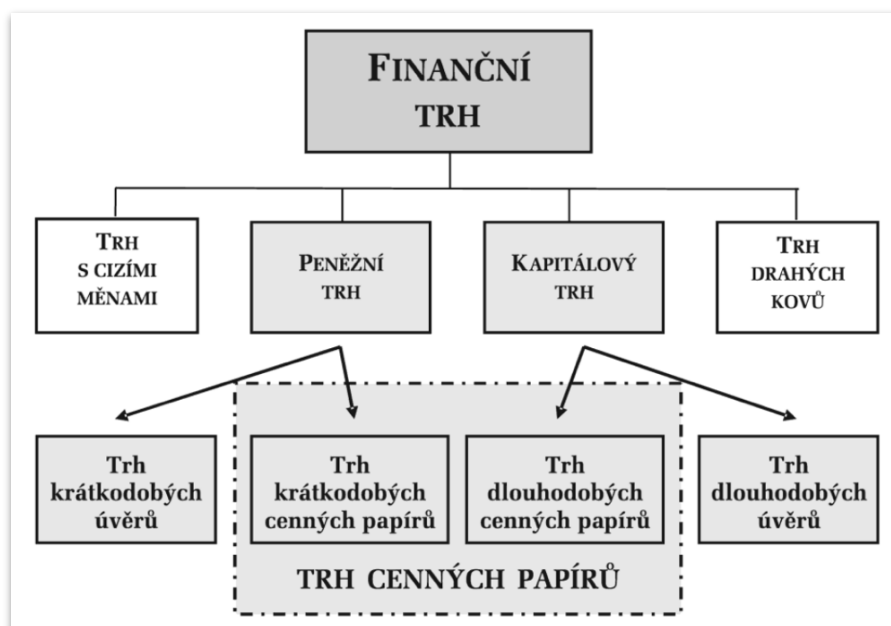 FINANČNÍ
TRH
TRH
S CIZÍMI
MĚNAMI
PENĚŽNÍ
TRH
KAPITÁLOVÝ
TRH
TRH
DRAHÝCH
KOVŮ
Trh
krátkodobých
úvěrů
Trh
krátkodobých
cenných papírů
Trh
dlouhodobých
cenných papírů
Trh
dlouhodobých
úvěrů
TRH CENNÝCH PAPÍRŮ